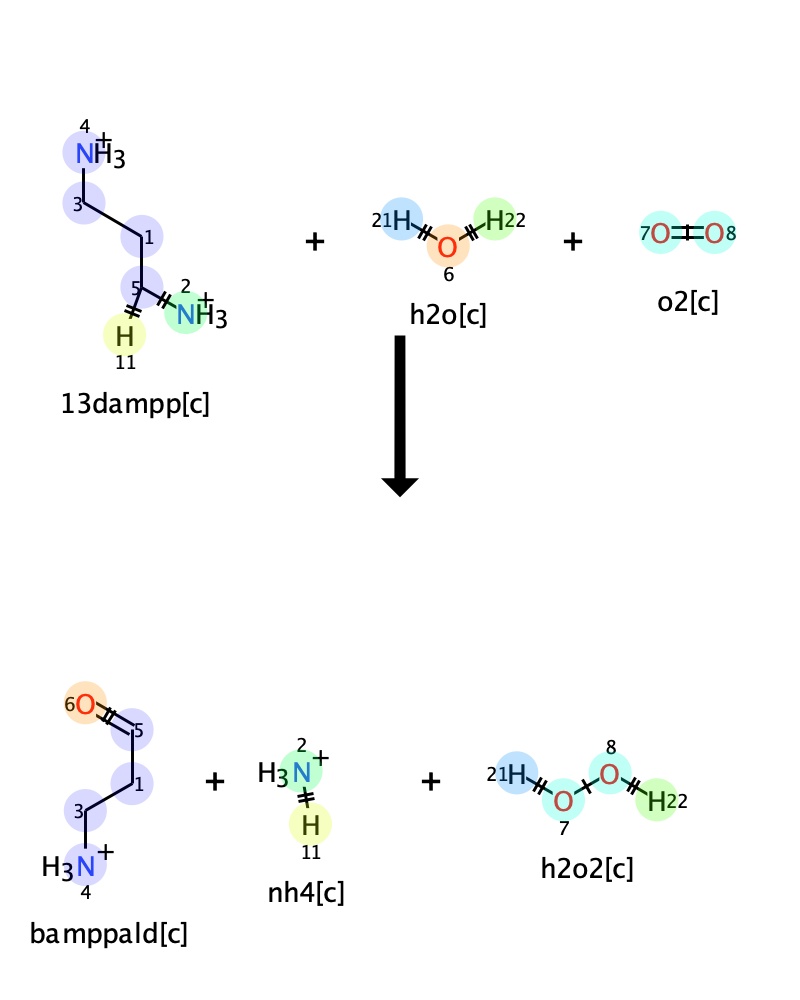 4
NH3+
3
1
5
2
NH3+
H
11
13dampp[c]
+
21H
O
6
H22
h2o[c]
+
7O
O8
o2[c]
6O
5
1
3
H3N+
4
bamppald[c]
+
2
H3N+
H
11
nh4[c]
+
21H
O
7
8
O
H22
h2o2[c]